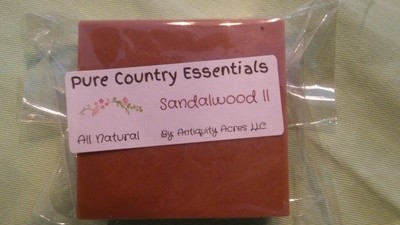 Pure Country Essentials
Sandalwood II
All Natural
By Antiquity Acres LLC